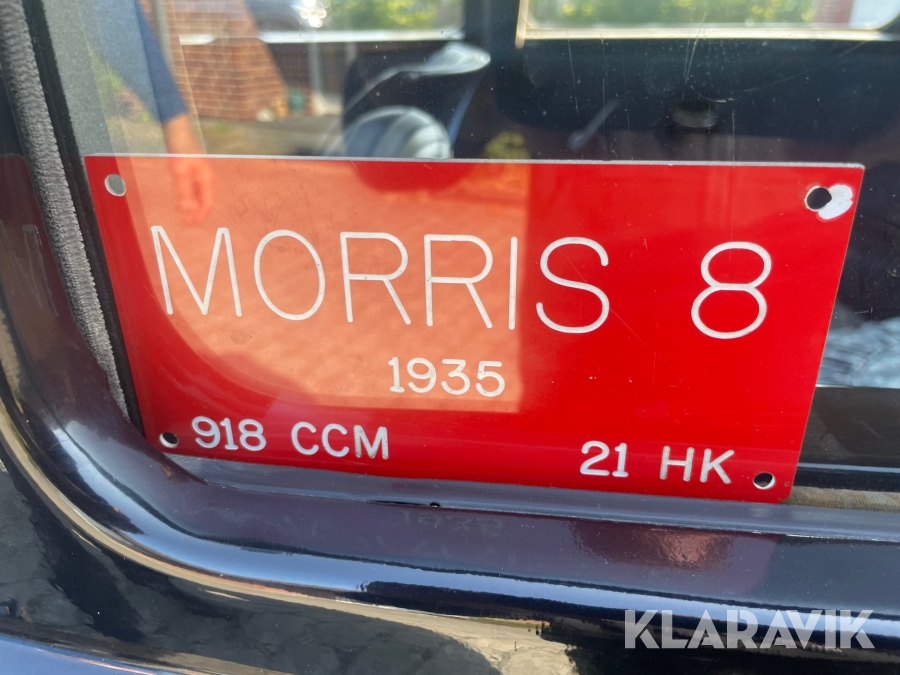 MORRIS 8
1935
918 CCM 21 HK
KLARAVIK